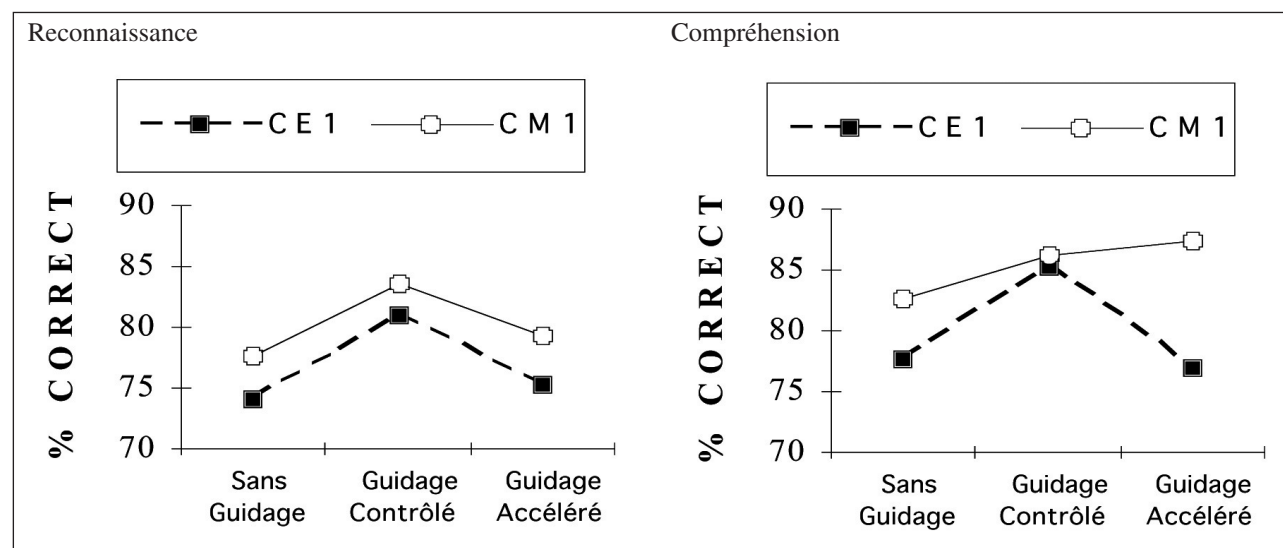 Reconnaissance
CE1 CM1
% CORRECT
90
85
80
75
70
Sans Guidage Guidage
Guidage Contrôlé Accéléré
Compréhension
CE1 CM1
% CORRECT
90
85
80
75
70
Sans Guidage Guidage
Guidage Contrôlé Accéléré